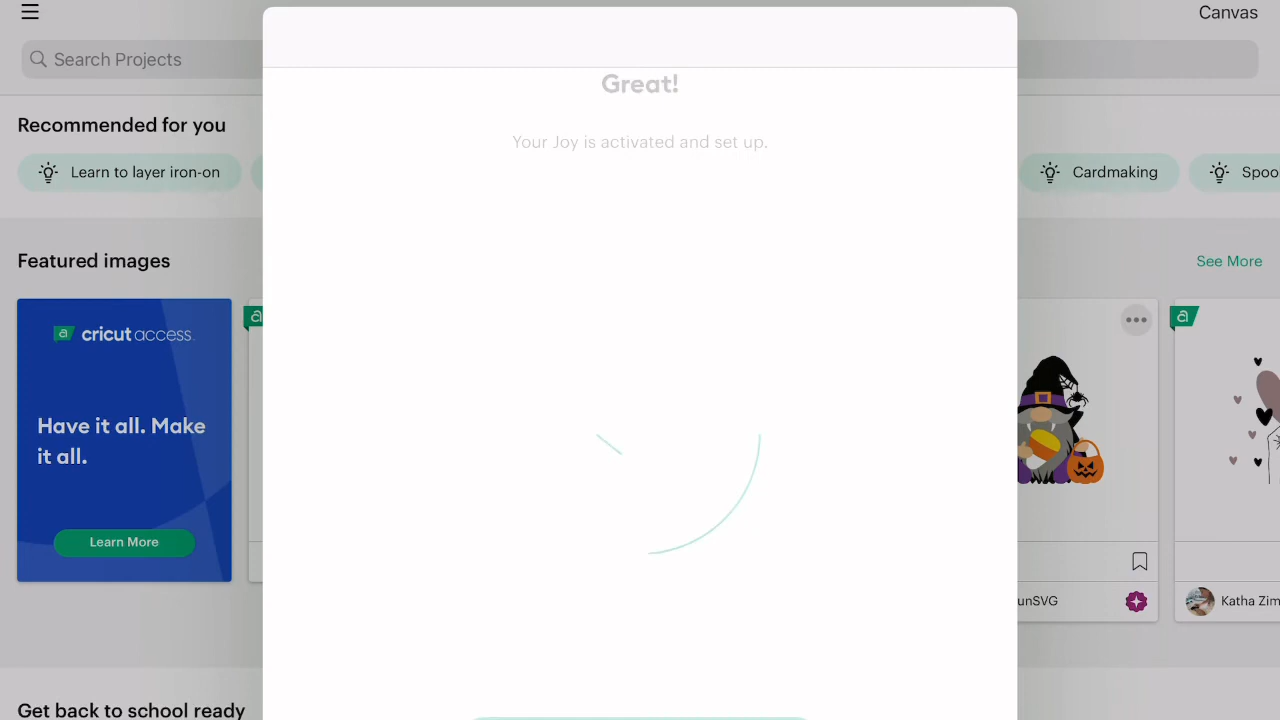 Canvas
Search Projects
Great!
Your Joy is activated and set up.
Recommended for you
Learn to layer iron-on
Cardmaking
Spoo
Featured images
See More
a cricut access
Have it all. Make
it all.
Learn More
a
a
unSVG
Katha Zim
Get back to school ready